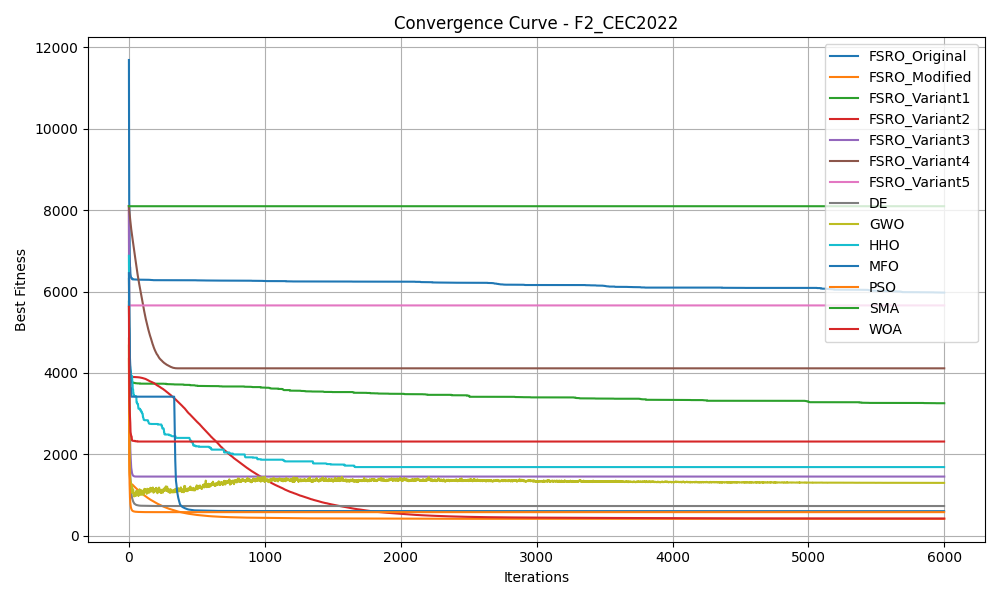 Convergence Curve - F2_CEC2022
Best Fitness
12000
10000
8000
6000
4000
2000
0
0
1000
2000
3000
4000
5000
6000
Iterations
FSRO_Original
FSRO_Modified
FSRO_Variant1
FSRO_Variant2
FSRO_Variant3
FSRO_Variant4
FSRO_Variant5
DE
GWO
HHO
MFO
PSO
SMA
WOA